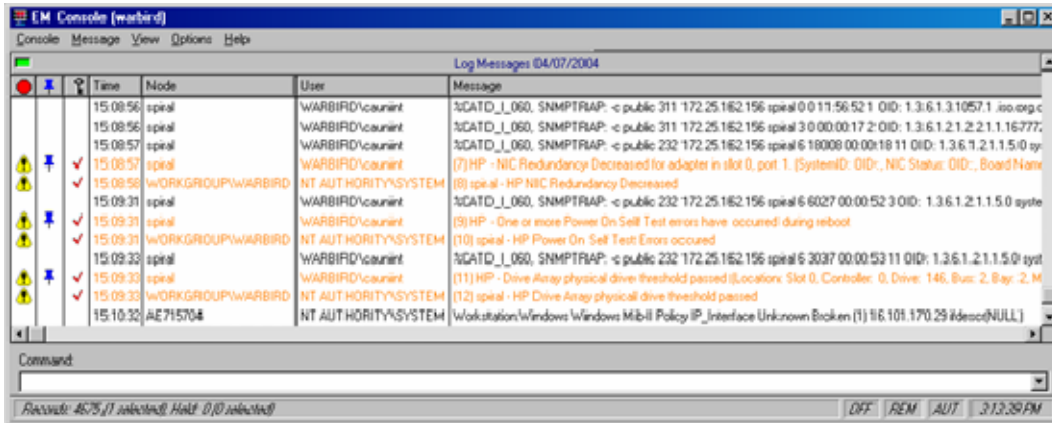 EM Console (warbird)
Console Message View Options Help
Log Messages 04/07/2004
Time Node User Message
15:08:56 spiral WARBIRD\caunint %CATD_I_060, SNMPTRAP: -c public 311 172.25.162.156 spiral 0 0 11:56:52 1 OID: 1.3.6.1.3.1057.1 .iso.org.c
15:08:56 spiral WARBIRD\caunint %CATD_I_060, SNMPTRAP: -c public 311 172.25.162.156 spiral 3 0 00:00:17 2 OID: 1.3.6.1.2.1.2.2.1.1.16777
15:08:57 spiral WARBIRD\caunint %CATD_I_060, SNMPTRAP: -c public 311 172.25.162.156 spiral 6 18008 00:00:18 11 OID: 1.3.6.1.2.1.1.5.0 sy
15:08:57 spiral WARBIRD\caunint (7) HP - NIC Redundancy Decreased for adapter in slot 0, port 1. (SystemID: OID:, NIC Status: OID:, Board Name
15:08:58 WORKGROUP\WARBIRD NT AUTHORITY\SYSTEM (8) spiral - HP NIC Redundancy Decreased
15:09:31 spiral WARBIRD\caunint %CATD_I_060, SNMPTRAP: -c public 232 172.25.162.156 spiral 6 6027 00:00:52 3 OID: 1.3.6.1.2.1.1.5.0 syste
15:09:31 spiral WARBIRD\caunint (9) HP - One or more Power On Self Test errors have occurred during reboot
15:09:31 WORKGROUP\WARBIRD NT AUTHORITY\SYSTEM (10) spiral - HP Power On Self Test Errors occured
15:09:33 spiral WARBIRD\caunint %CATD_I_060, SNMPTRAP: -c public 232 172.25.162.156 spiral 6 3037 00:00:53 11 OID: 1.3.6.1.2.1.1.5.0 syst
15:09:33 spiral WARBIRD\caunint (11) HP - Drive Array physical drive threshold passed (Location: Slot 0, Controller: 0, Drive: 146, Bus: 2, Bay: 2, M
15:09:33 WORKGROUP\WARBIRD NT AUTHORITY\SYSTEM (12) spiral - HP Drive Array physical drive threshold passed
15:10:32 AE715704 NT AUTHORITY\SYSTEM Workstation:Windows Windows Mib-II Policy IP_Interface Unknown Broken (1) 16.101.170.29 ifdescr(NULL)
Command:
Records: 4675 (1 selected) Held: 0 (0 selected) OFF REM AUT 3:13:39 PM